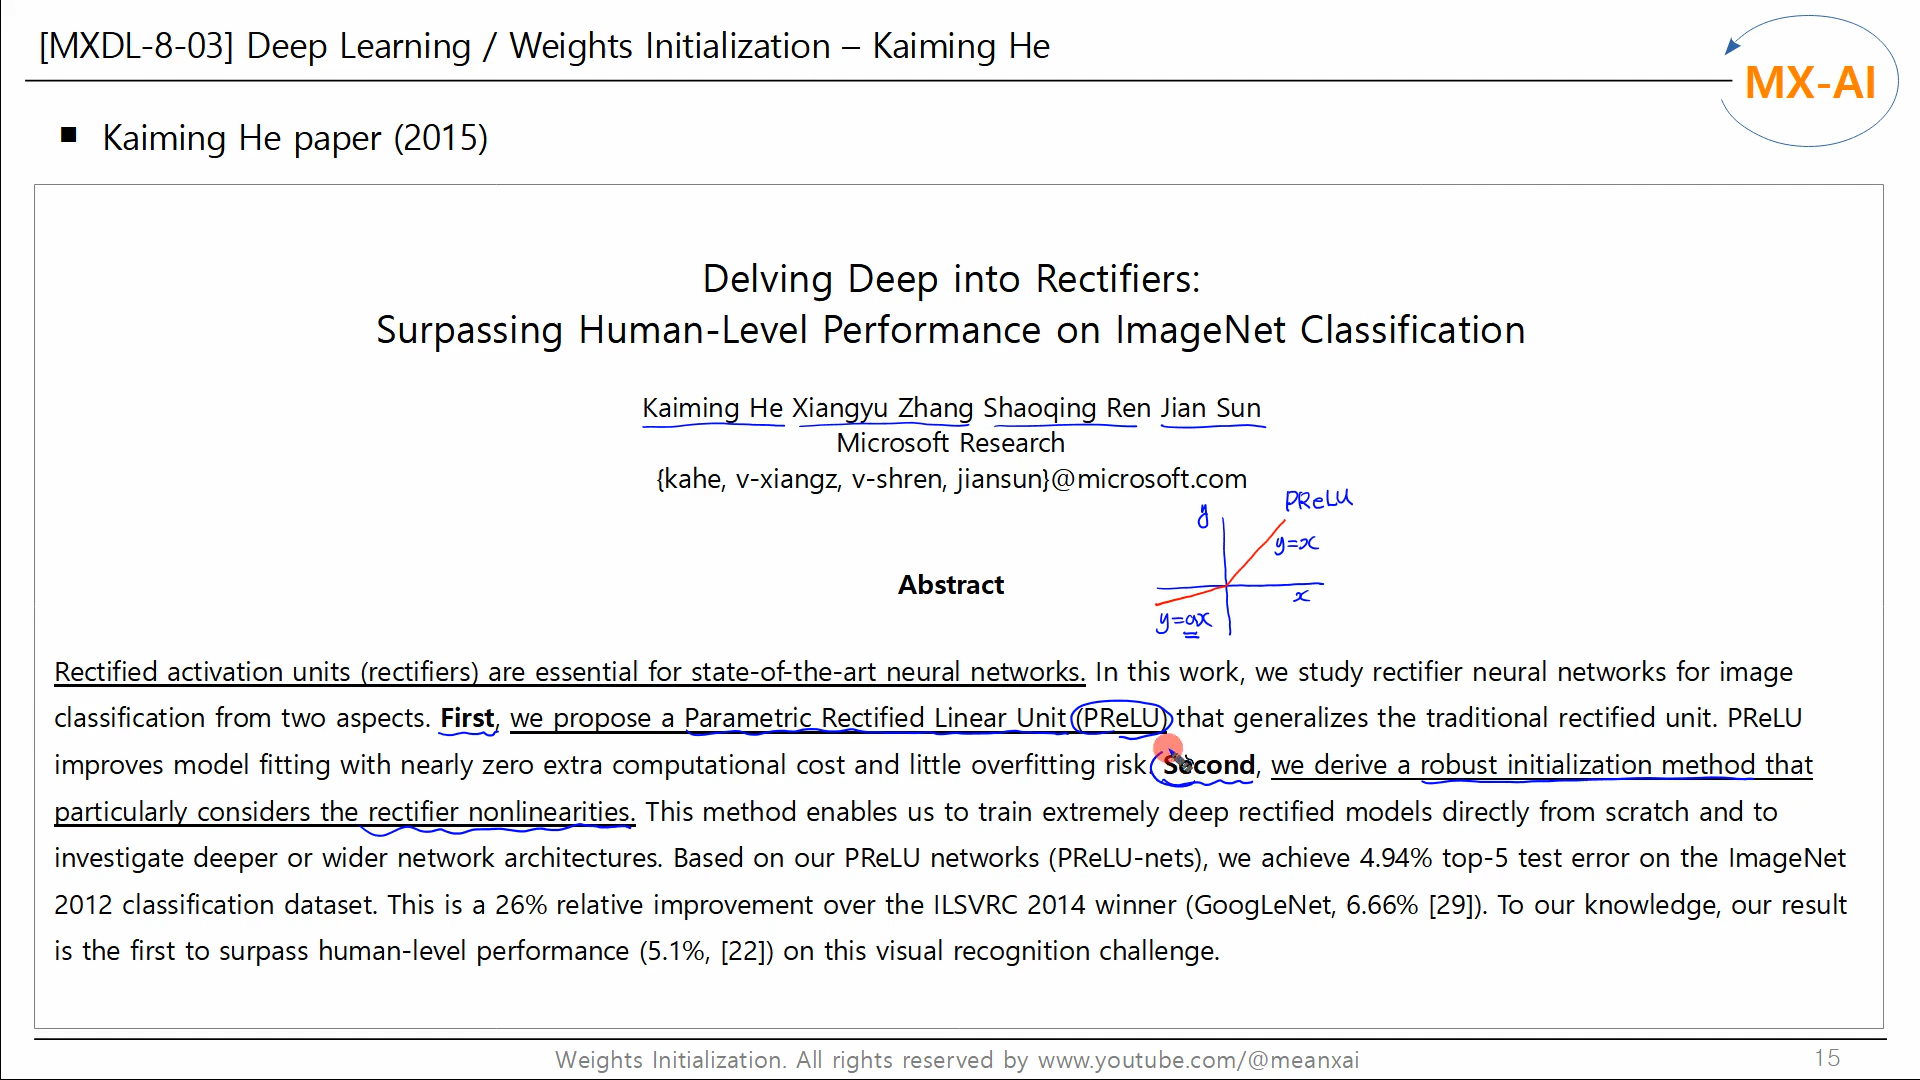 [MXDL-8-03] Deep Learning / Weights Initialization – Kaiming He
MX-AI
■ Kaiming He paper (2015)
Delving Deep into Rectifiers:
Surpassing Human-Level Performance on ImageNet Classification
Kaiming He Xiangyu Zhang Shaoqing Ren Jian Sun
Microsoft Research
{kahe, v-xiangz, v-shren, jiansun}@microsoft.com
PReLU
y
y=x
Abstract
x
y=ax
Rectified activation units (rectifiers) are essential for state-of-the-art neural networks. In this work, we study rectifier neural networks for image
classification from two aspects. First, we propose a Parametric Rectified Linear Unit (PReLU) that generalizes the traditional rectified unit. PReLU
improves model fitting with nearly zero extra computational cost and little overfitting risk. Second, we derive a robust initialization method that
particularly considers the rectifier nonlinearities. This method enables us to train extremely deep rectified models directly from scratch and to
investigate deeper or wider network architectures. Based on our PReLU networks (PReLU-nets), we achieve 4.94% top-5 test error on the ImageNet
2012 classification dataset. This is a 26% relative improvement over the ILSVRC 2014 winner (GoogLeNet, 6.66% [29]). To our knowledge, our result
is the first to surpass human-level performance (5.1%, [22]) on this visual recognition challenge.
Weights Initialization. All rights reserved by www.youtube.com/@meanxai
15